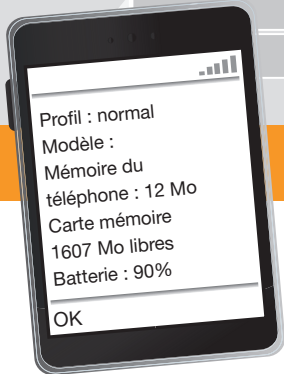 Profil : normal
Modèle :
Mémoire du
téléphone : 12 Mo
Carte mémoire
1607 Mo libres
Batterie : 90%
OK